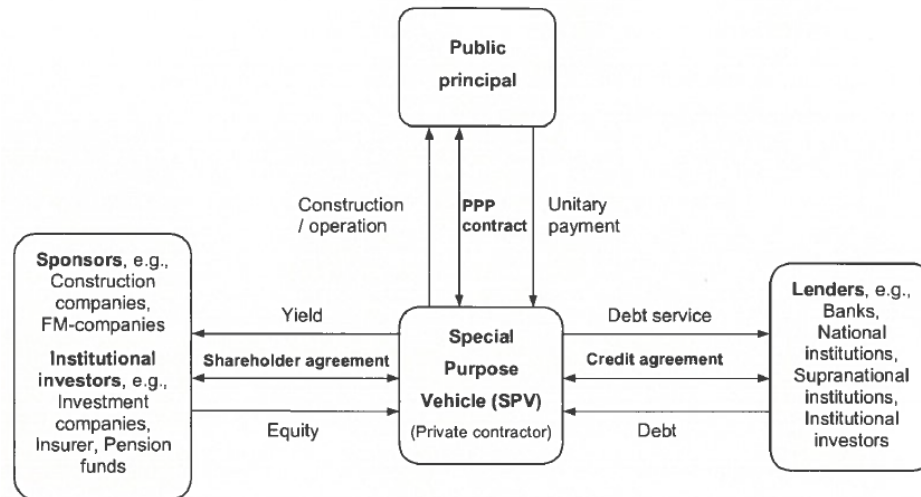 Public
principal
Construction
/ operation
PPP
contract
Unitary
payment
Sponsors, e.g.,
Construction
companies,
FM-companies
Institutional
investors, e.g.,
Investment
companies,
Insurer, Pension
funds
Yield
Shareholder agreement
Equity
Special
Purpose
Vehicle (SPV)
(Private contractor)
Debt service
Credit agreement
Debt
Lenders, e.g.,
Banks,
National
institutions,
Supranational
institutions,
Institutional
investors